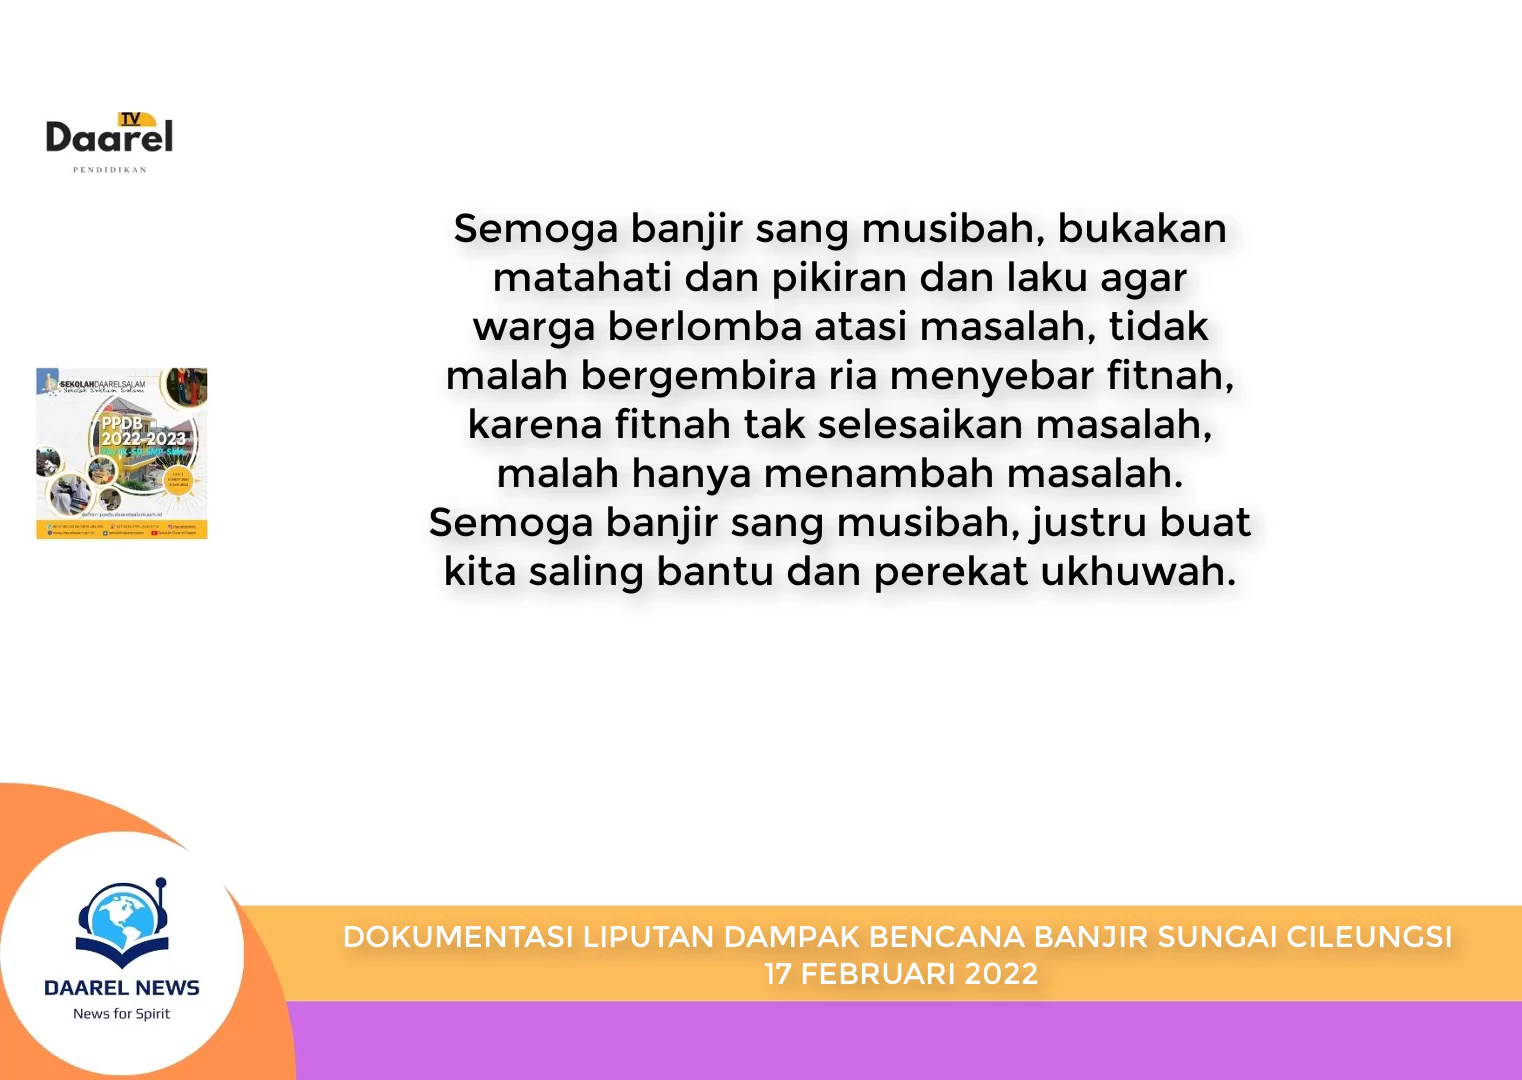 TV
Daarel
PENDIDIKAN
Semoga banjir sang musibah, bukakan
matahati dan pikiran dan laku agar
warga berlomba atasi masalah, tidak
malah bergembira ria menyebar fitnah,
karena fitnah tak selesaikan masalah,
malah hanya menambah masalah.
Semoga banjir sang musibah, justru buat
kita saling bantu dan perekat ukhuwah.
SEKOLAHDAARELSALAM
PPDB
2022-2023
DAAREL NEWS
News for Spirit
DOKUMENTASI LIPUTAN DAMPAK BENCANA BANJIR SUNGAI CILEUNGSI
17 FEBRUARI 2022